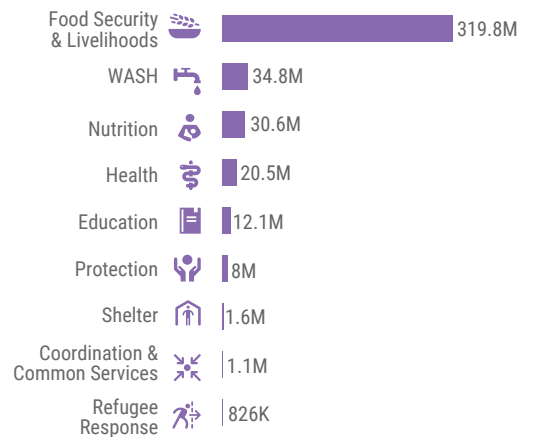 Food Security
& Livelihoods
319.8M
WASH
34.8M
Nutrition
30.6M
Health
20.5M
Education
12.1M
Protection
8M
Shelter
1.6M
Coordination &
Common Services
1.1M
Refugee
Response
826K